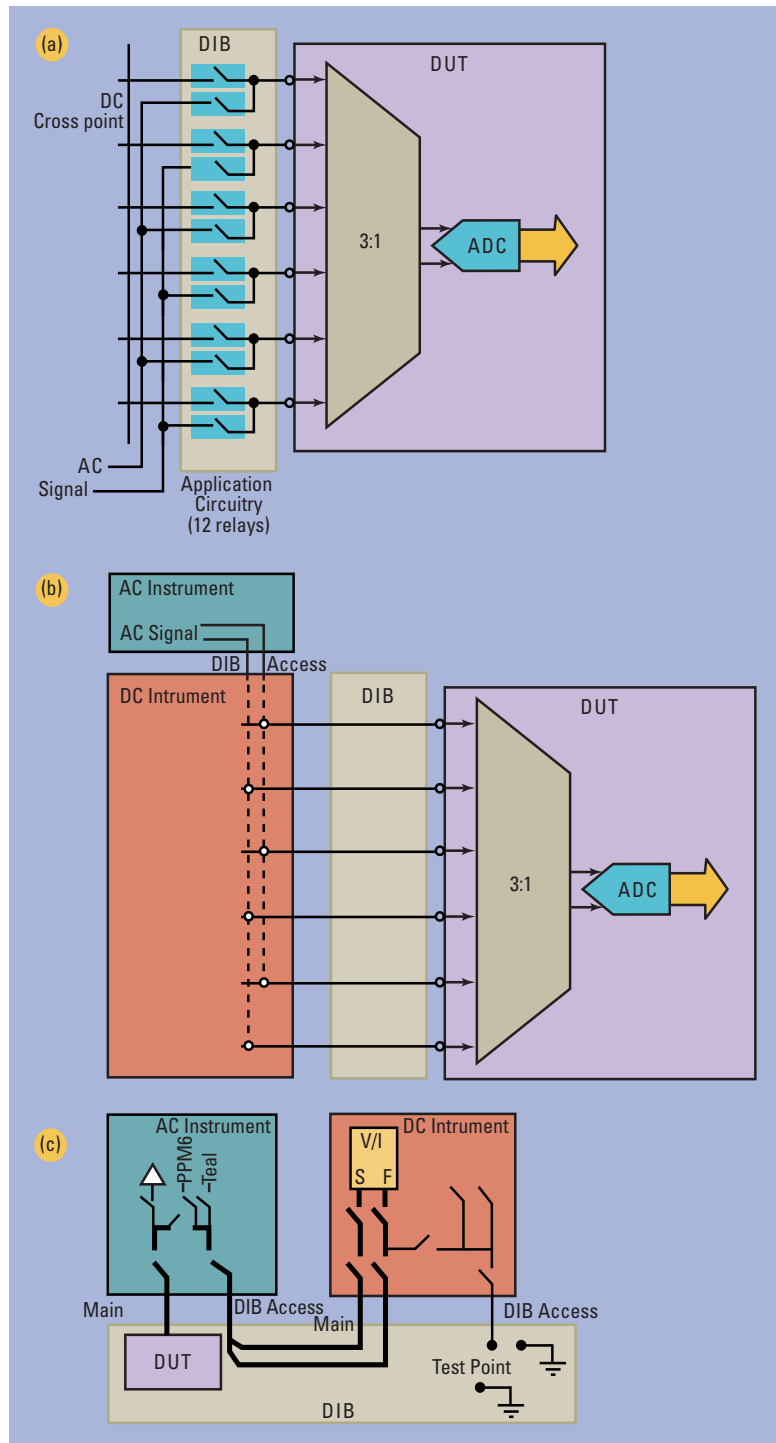 (a)
DIB
DUT
DC
Cross point
3:1
ADC
AC
Signal
Application
Circuitry
(12 relays)
(b)
AC Instrument
AC Signal
DIB Access
DC Intrument
DIB
DUT
3:1
ADC
(c)
AC Instrument
PPM6
Teal
DC Intrument
V/I
S F
Main
DIB Access
Main
DIB Access
DUT
Test Point
DIB